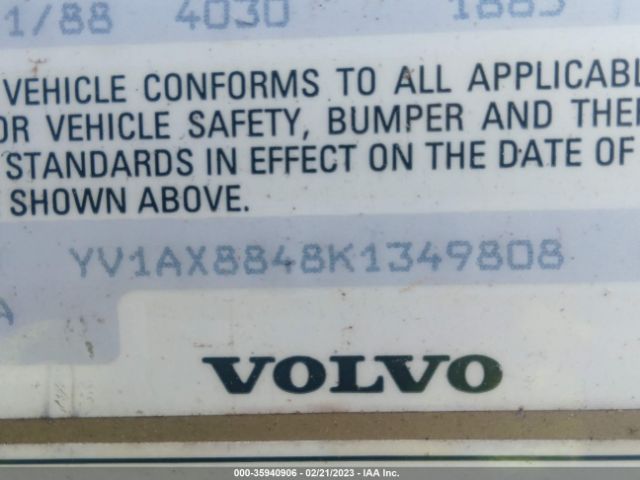 1/88 4030 1885
VEHICLE CONFORMS TO ALL APPLICABL
OR VEHICLE SAFETY, BUMPER AND THE
STANDARDS IN EFFECT ON THE DATE OF
SHOWN ABOVE.
YV1AX8848K1349808
A
VOLVO
000-35940906 - 02/21/2023 - IAA Inc.